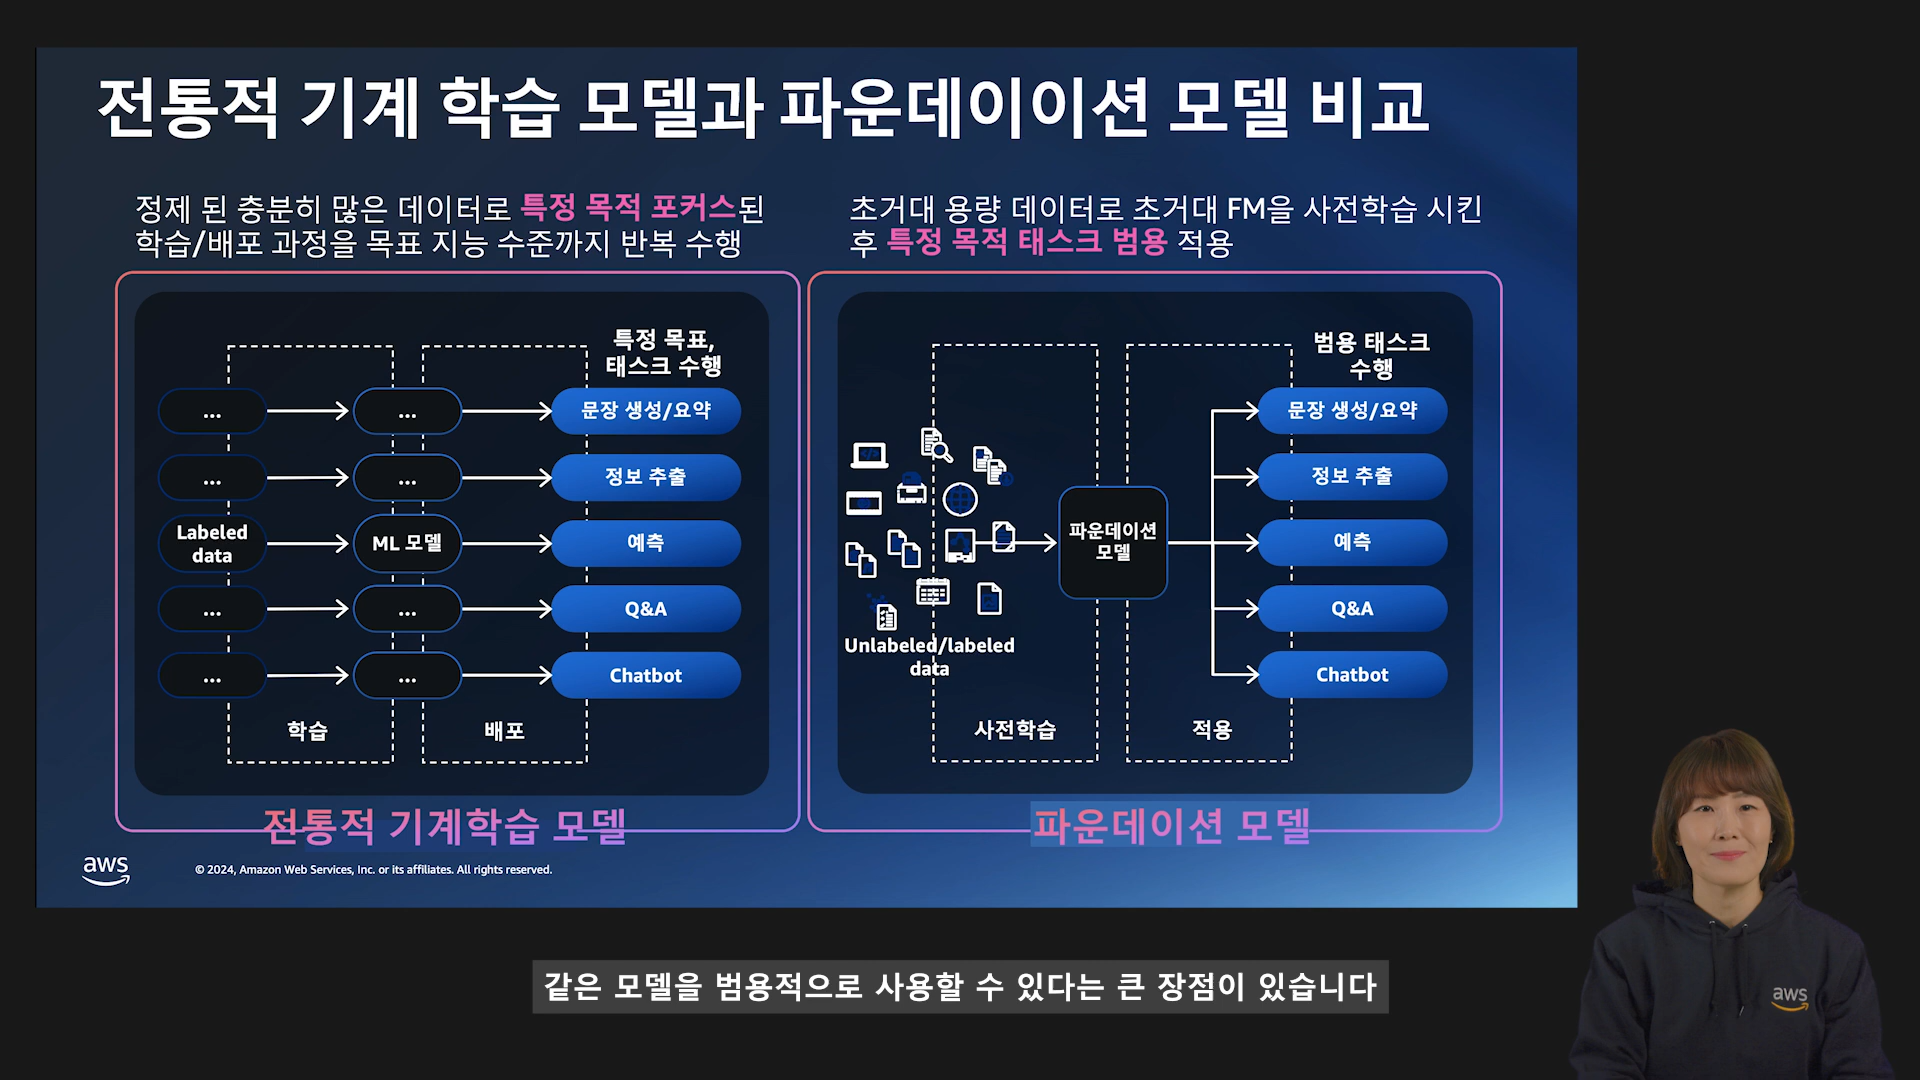 전통적 기계 학습 모델과 파운데이이션 모델 비교
정제 된 충분히 많은 데이터로 특정 목적 포커스된
학습/배포 과정을 목표 지능 수준까지 반복 수행
초거대 용량 데이터로 초거대 FM을 사전학습 시킨
후 특정 목적 태스크 범용 적용
특정 목표,
태스크 수행
...
...
문장 생성/요약
...
...
정보 추출
Labeled
data
ML 모델
예측
...
...
Q&A
...
...
Chatbot
학습
배포
전통적 기계학습 모델
범용 태스크
수행
Unlabeled/labeled
data
파운데이션
모델
문장 생성/요약
정보 추출
예측
Q&A
Chatbot
사전학습
적용
파운데이션 모델
aws
© 2024, Amazon Web Services, Inc. or its affiliates. All rights reserved.
aws
같은 모델을 범용적으로 사용할 수 있다는 큰 장점이 있습니다